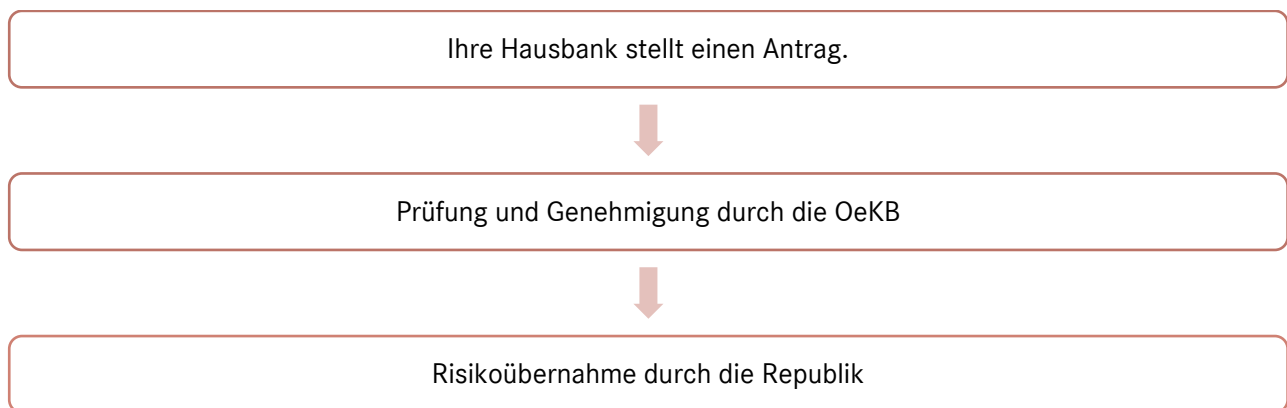 Ihre Hausbank stellt einen Antrag.
Prüfung und Genehmigung durch die OeKB
Risikoübernahme durch die Republik